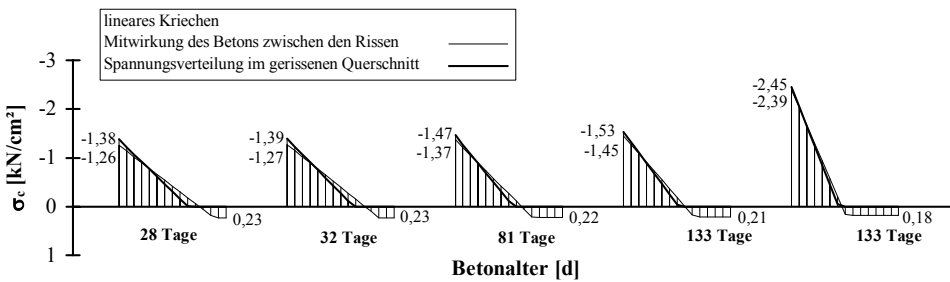 lineares Kriechen
Mitwirkung des Betons zwischen den Rissen
Spannungsverteilung im gerissenen Querschnitt
-3
-2
-1
0
1
σc [kN/cm²]
-1,38
-1,26
0,23
28 Tage
-1,39
-1,27
0,23
32 Tage
-1,47
-1,37
0,22
81 Tage
-1,53
-1,45
0,21
133 Tage
-2,45
-2,39
0,18
133 Tage
Betonalter [d]